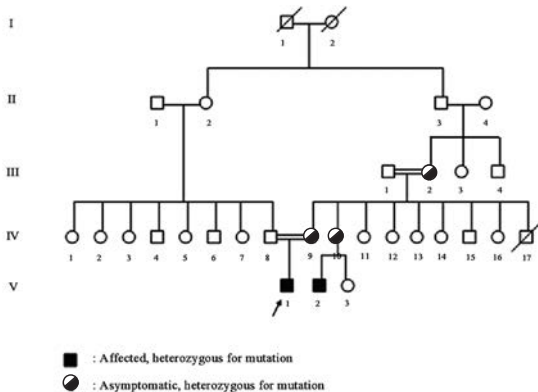 I
1 2
II
1 2 3 4
III
1 2 3 4
IV
1 2 3 4 5 6 7 8 9 10 11 12 13 14 15 16 17
V
1 2 3
: Affected, heterozygous for mutation
: Asymptomatic, heterozygous for mutation